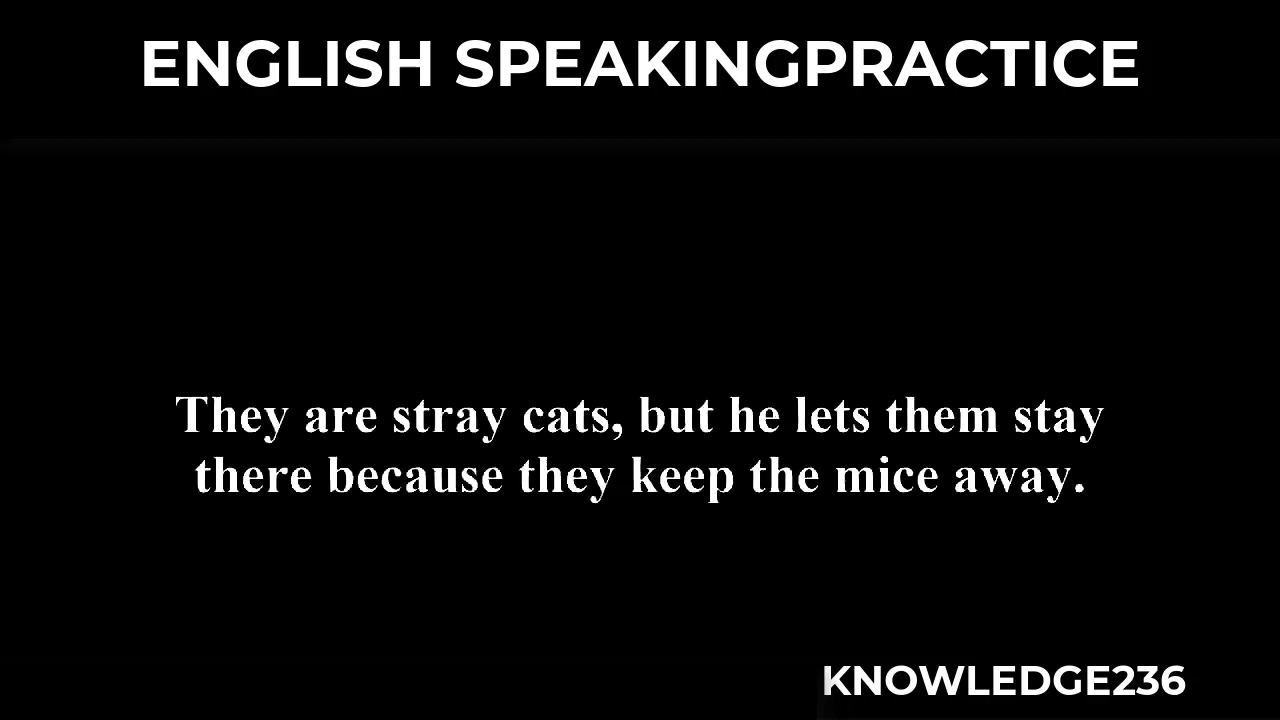 ENGLISH SPEAKINGPRACTICE
They are stray cats, but he lets them stay
there because they keep the mice away.
KNOWLEDGE236